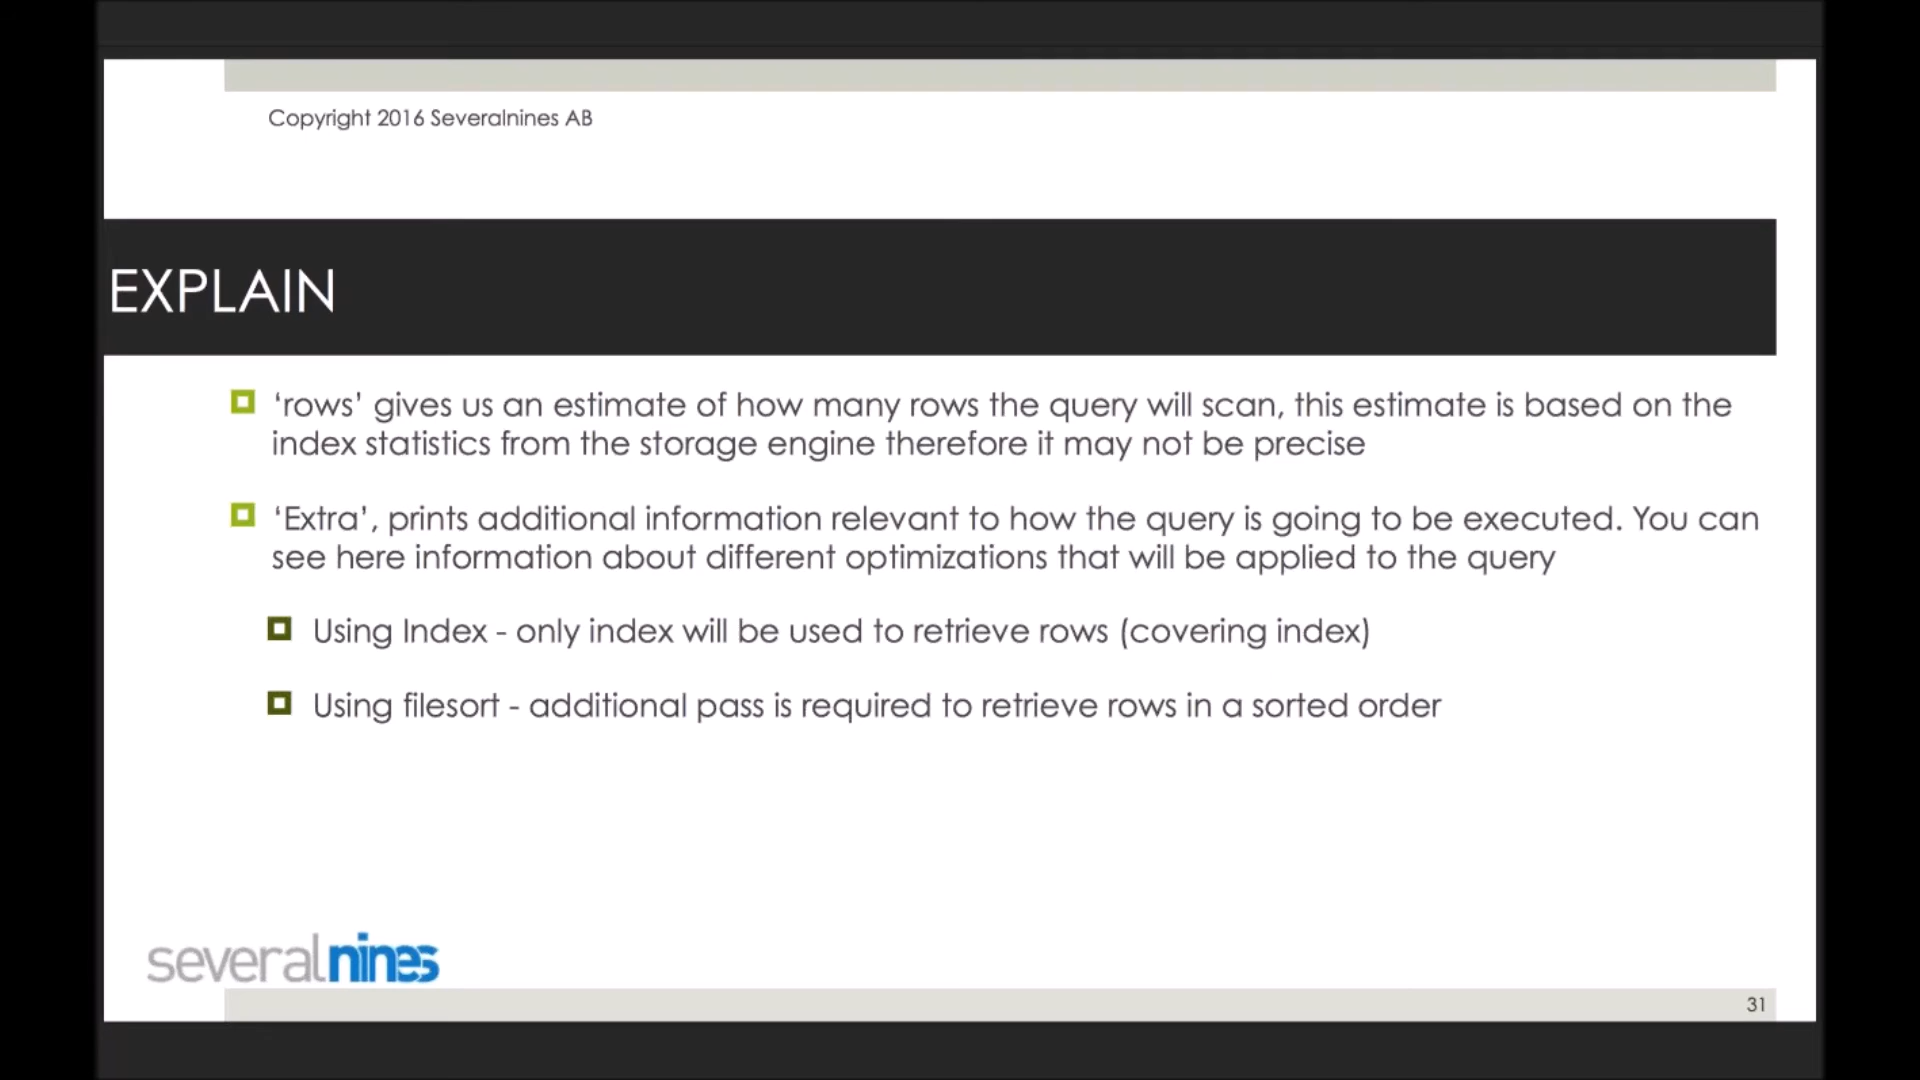 Copyright 2016 Severalnines AB
EXPLAIN
‘rows’ gives us an estimate of how many rows the query will scan, this estimate is based on the
index statistics from the storage engine therefore it may not be precise
‘Extra’, prints additional information relevant to how the query is going to be executed. You can
see here information about different optimizations that will be applied to the query
Using Index - only index will be used to retrieve rows (covering index)
Using filesort - additional pass is required to retrieve rows in a sorted order
severalnines
31